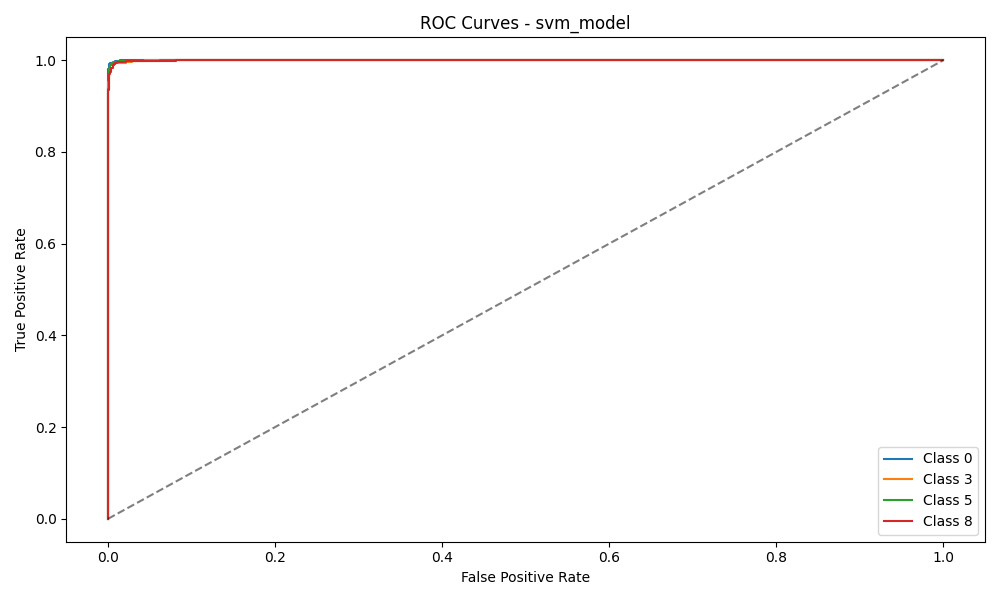 ROC Curves - svm_model
True Positive Rate
1.0
0.8
0.6
0.4
0.2
0.0
0.0 0.2 0.4 0.6 0.8 1.0
False Positive Rate
Class 0
Class 3
Class 5
Class 8